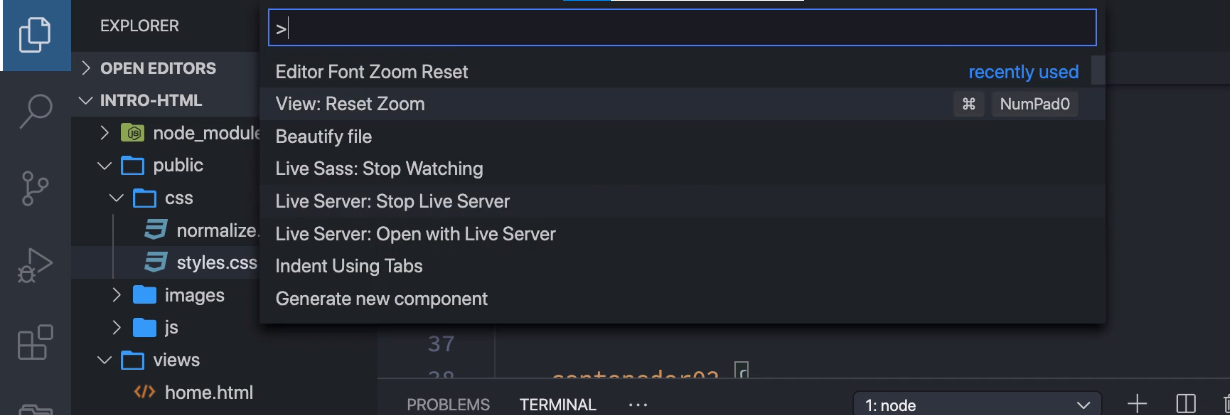 EXPLORER
>
OPEN EDITORS
Editor Font Zoom Reset recently used
INTRO-HTML
View: Reset Zoom ⌘ NumPad0
node_module
Beautify file
public
Live Sass: Stop Watching
css
Live Server: Stop Live Server
normalize.
Live Server: Open with Live Server
styles.css
Indent Using Tabs
images
Generate new component
js
37
views
38 contenedor02 {
home.html
PROBLEMS TERMINAL ··· 1: node